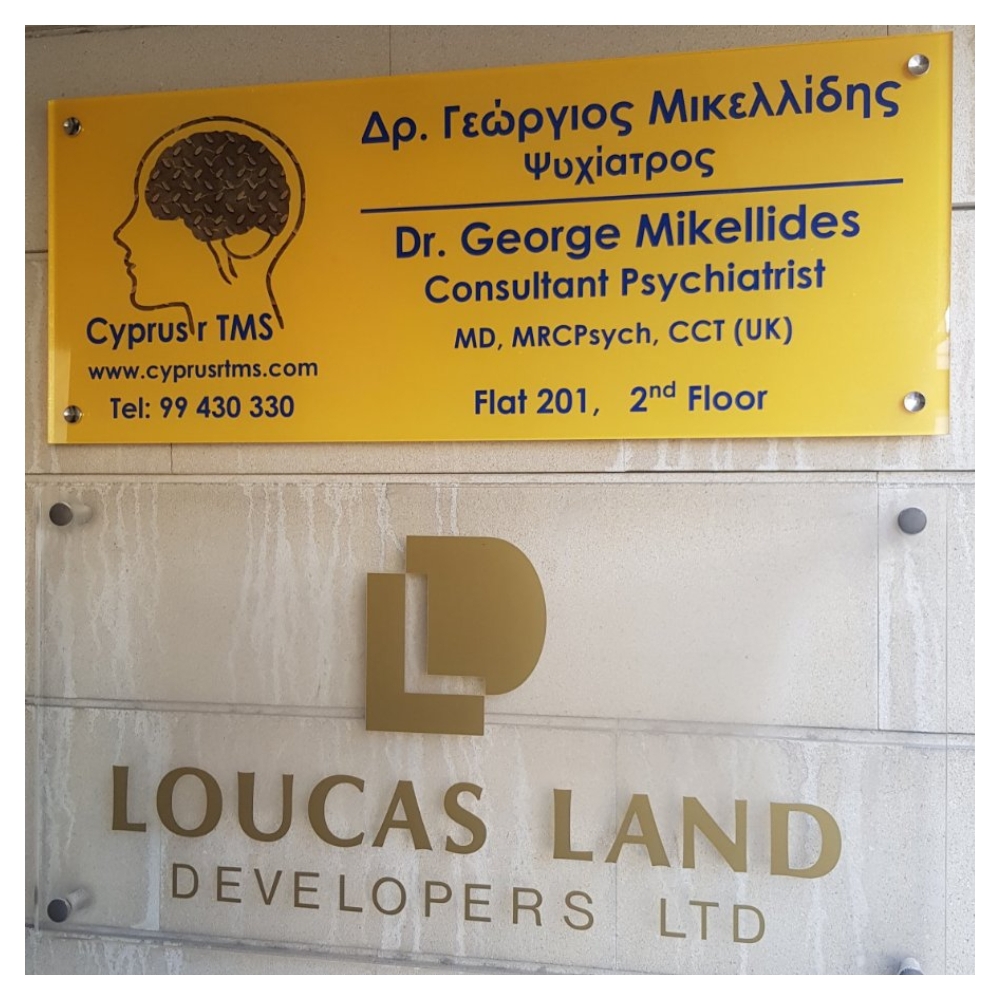 Δρ. Γεώργιος Μικελλίδης
Ψυχίατρος
Dr. George Mikellides
Consultant Psychiatrist
MD, MRCPsych, CCT (UK)
Flat 201, 2nd Floor
Cyprus r TMS
www.cyprusrtms.com
Tel: 99 430 330
LD
LOUCAS LAND
DEVELOPERS LTD